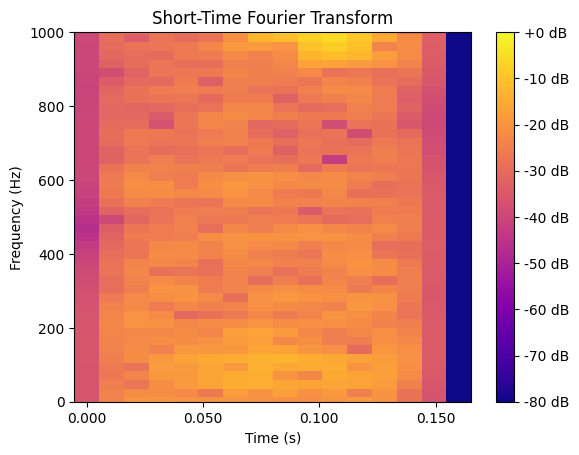 Short-Time Fourier Transform
1000
800
600
400
200
0
Frequency (Hz)
0.000
0.050
0.100
0.150
Time (s)
+0 dB
-10 dB
-20 dB
-30 dB
-40 dB
-50 dB
-60 dB
-70 dB
-80 dB